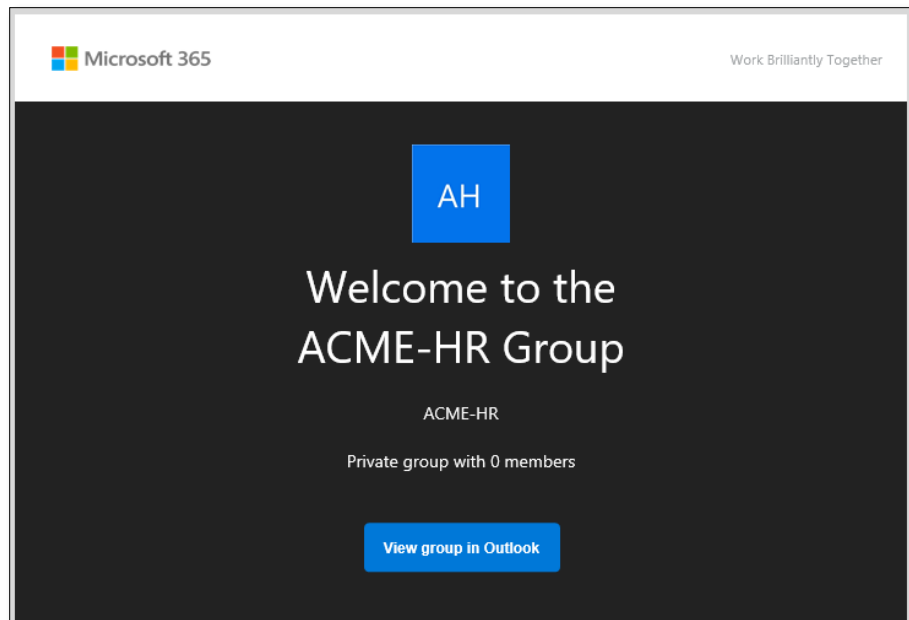 Microsoft 365
Work Brilliantly Together
AH
Welcome to the
ACME-HR Group
ACME-HR
Private group with 0 members
View group in Outlook